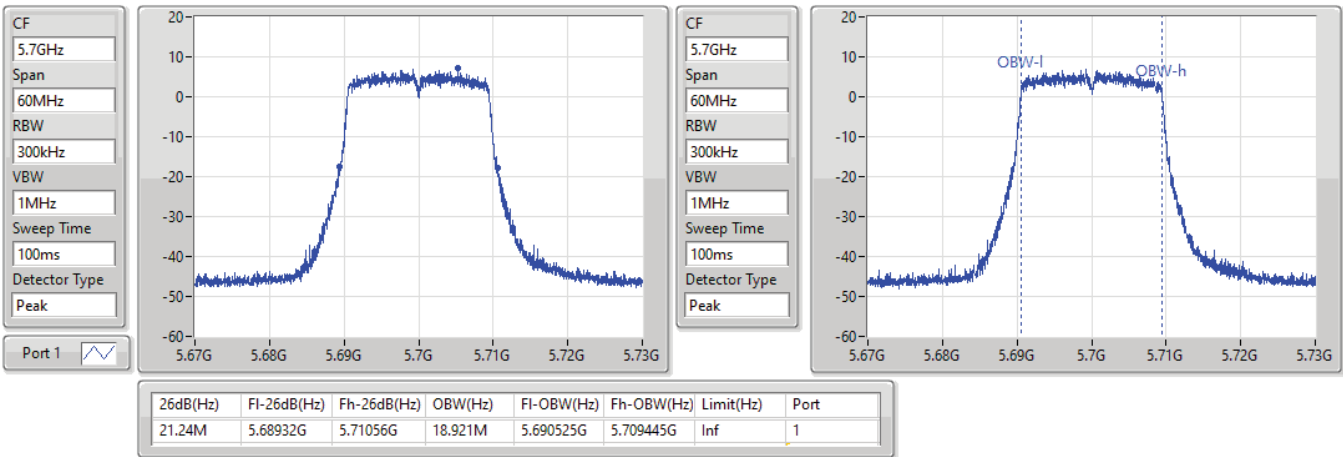 CF
5.7GHz
Span
60MHz
RBW
300kHz
VBW
1MHz
Sweep Time
100ms
Detector Type
Peak
Port 1
20
10
0
-10
-20
-30
-40
-50
-60
5.67G 5.68G 5.69G 5.7G 5.71G 5.72G 5.73G
CF
5.7GHz
Span
60MHz
RBW
300kHz
VBW
1MHz
Sweep Time
100ms
Detector Type
Peak
20
10
0
-10
-20
-30
-40
-50
-60
OBW-l
OBW-h
5.67G 5.68G 5.69G 5.7G 5.71G 5.72G 5.73G
26dB(Hz) Fl-26dB(Hz) Fh-26dB(Hz) OBW(Hz) Fl-OBW(Hz) Fh-OBW(Hz) Limit(Hz) Port
21.24M 5.68932G 5.71056G 18.921M 5.690525G 5.709445G Inf 1